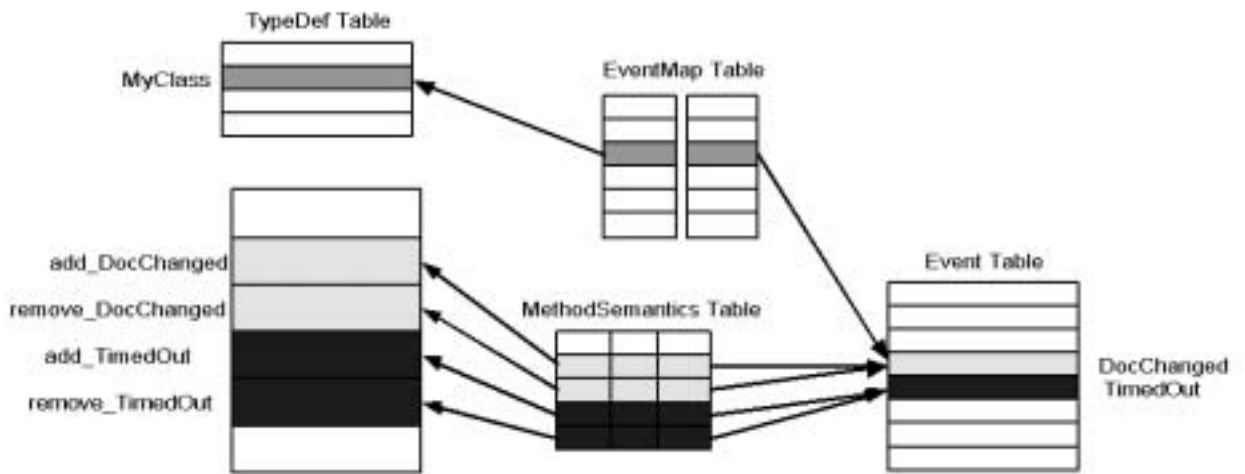 TypeDef Table
MyClass
EventMap Table
add_DocChanged
remove_DocChanged
add_TimedOut
remove_TimedOut
MethodSemantics Table
Event Table
DocChanged
TimedOut